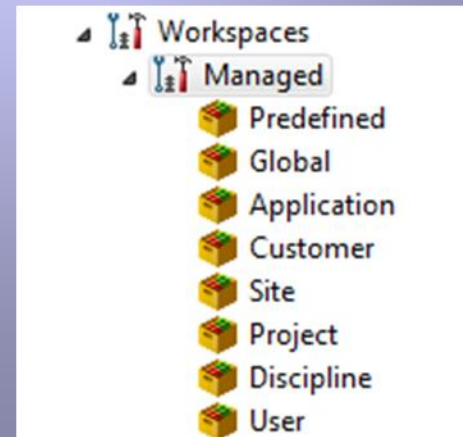 Workspaces
Managed
Predefined
Global
Application
Customer
Site
Project
Discipline
User